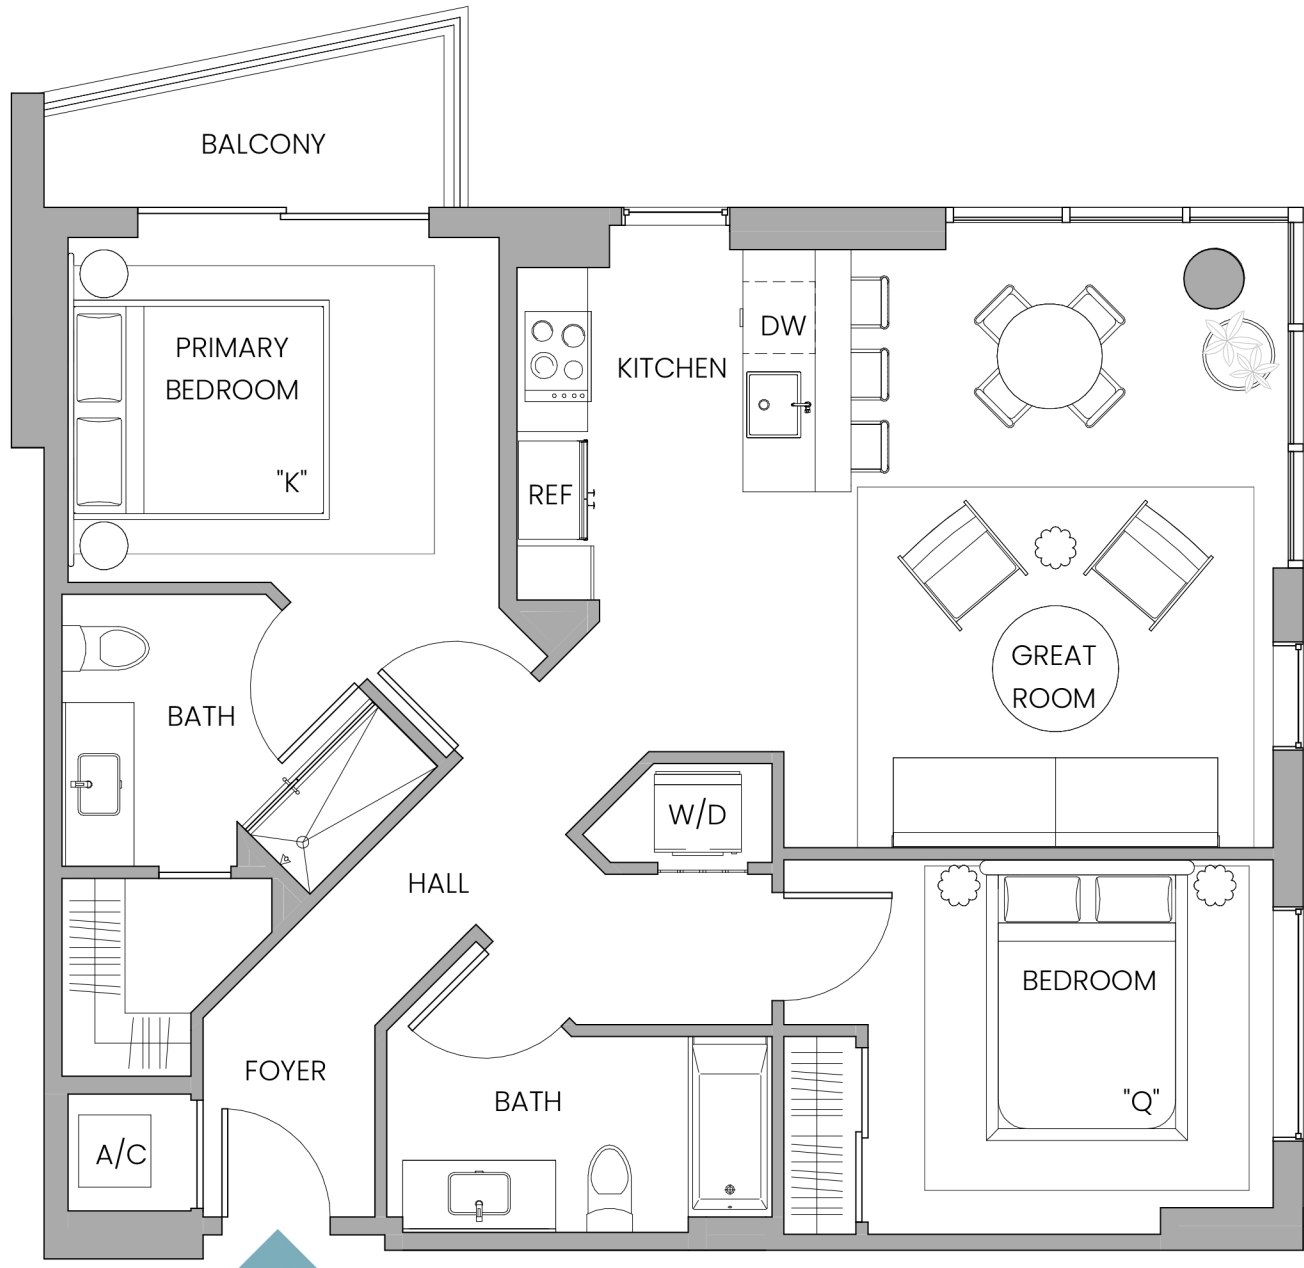 BALCONY
PRIMARY
BEDROOM
"K"
KITCHEN
DW
REF
GREAT
ROOM
BATH
W/D
HALL
BEDROOM
"Q"
FOYER
BATH
A/C